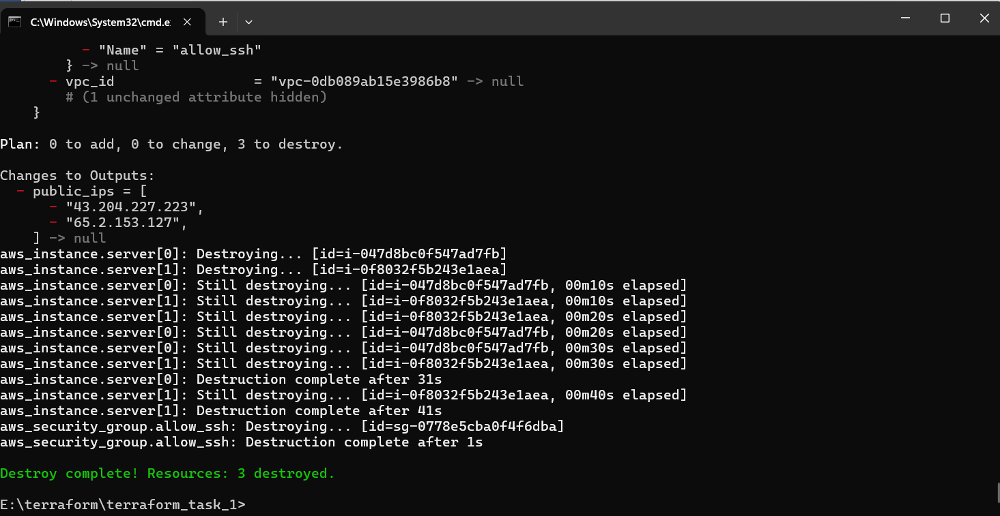 C:\Windows\System32\cmd.e
- "Name" = "allow_ssh"
} -> null
- vpc_id = "vpc-0db089ab15e3986b8" -> null
# (1 unchanged attribute hidden)
}
Plan: 0 to add, 0 to change, 3 to destroy.
Changes to Outputs:
- public_ips = [
- "43.204.227.223",
- "65.2.153.127",
] -> null
aws_instance.server[0]: Destroying... [id=i-047d8bc0f547ad7fb]
aws_instance.server[1]: Destroying... [id=i-0f8032f5b243e1aea]
aws_instance.server[0]: Still destroying... [id=i-047d8bc0f547ad7fb, 00m10s elapsed]
aws_instance.server[1]: Still destroying... [id=i-0f8032f5b243e1aea, 00m10s elapsed]
aws_instance.server[1]: Still destroying... [id=i-0f8032f5b243e1aea, 00m20s elapsed]
aws_instance.server[0]: Still destroying... [id=i-047d8bc0f547ad7fb, 00m20s elapsed]
aws_instance.server[0]: Still destroying... [id=i-047d8bc0f547ad7fb, 00m30s elapsed]
aws_instance.server[1]: Still destroying... [id=i-0f8032f5b243e1aea, 00m30s elapsed]
aws_instance.server[0]: Destruction complete after 31s
aws_instance.server[1]: Still destroying... [id=i-0f8032f5b243e1aea, 00m40s elapsed]
aws_instance.server[1]: Destruction complete after 41s
aws_security_group.allow_ssh: Destroying... [id=sg-0778e5cba0f4f6dba]
aws_security_group.allow_ssh: Destruction complete after 1s
Destroy complete! Resources: 3 destroyed.
E:\terraform\terraform_task_1>